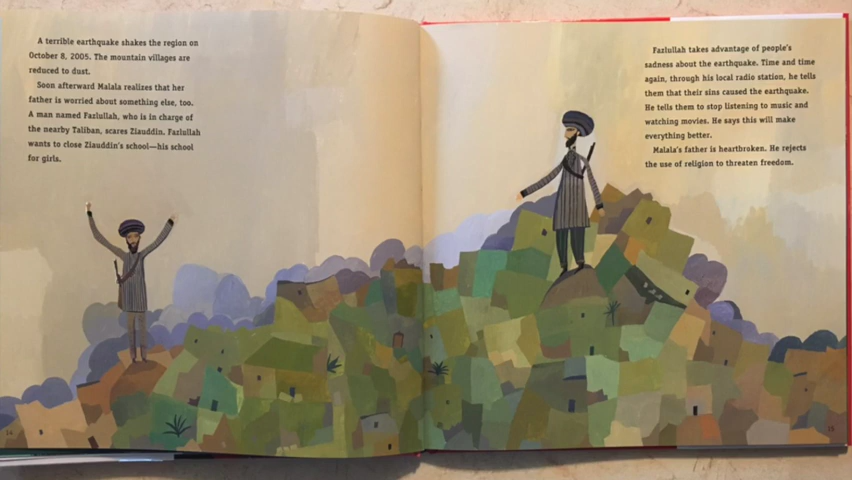 A terrible earthquake shakes the region on
October 8, 2005. The mountain villages are
reduced to dust.
Soon afterward Malala realizes that her
father is worried about something else, too.
A man named Fazlullah, who is in charge of
the nearby Taliban, scares Ziauddin. Fazlullah
wants to close Ziauddin's school—his school
for girls.
14
Fazlullah takes advantage of people's
sadness about the earthquake. Time and time
again, through his local radio station, he tells
them that their sins caused the earthquake.
He tells them to stop listening to music and
watching movies. He says this will make
everything better.
Malala's father is heartbroken. He rejects
the use of religion to threaten freedom.
15